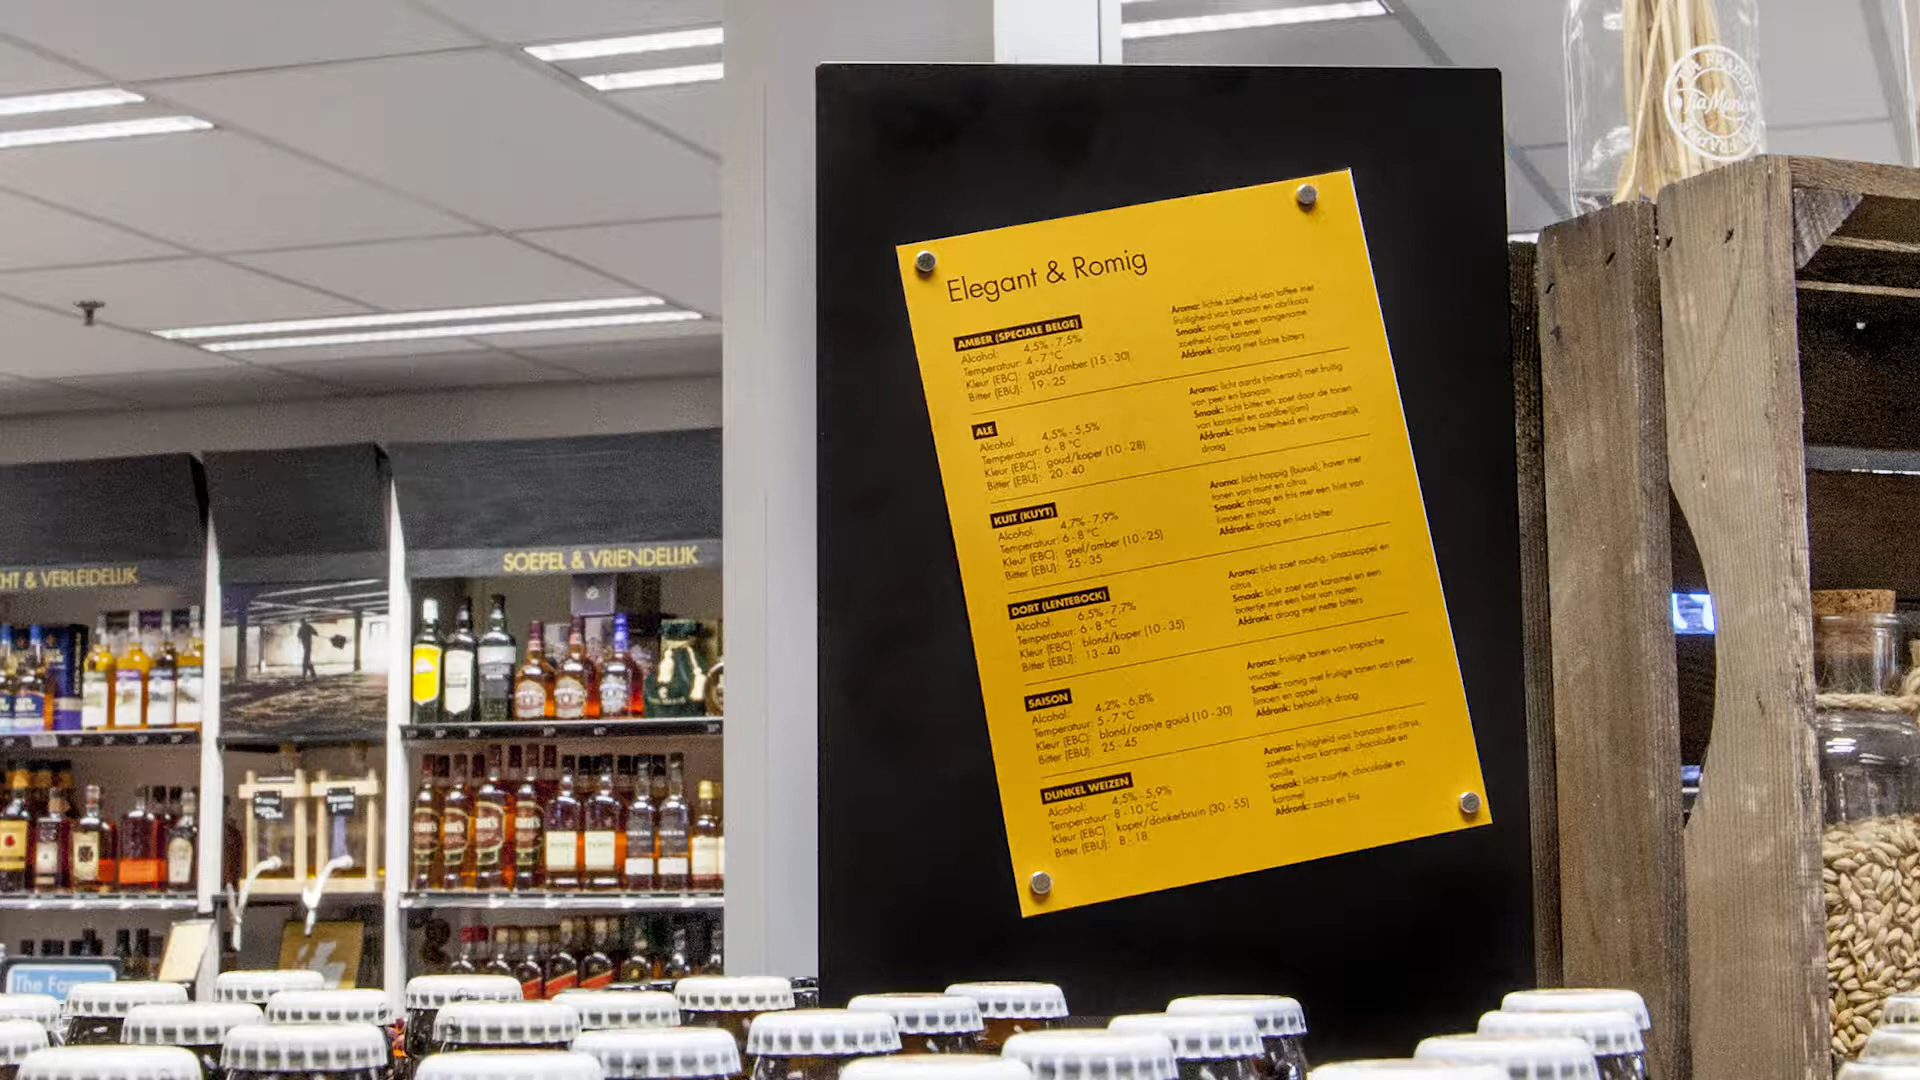 Elegant & Romig
AMBER (SPECIALE BELGE)
Alcohol: 4,5% - 7,5%
Temperatuur: 4 - 7 °C
Kleur (EBC): goud/amber (15 - 30)
Bitter (EBU): 19 - 25
Aroma: lichte zoetheid van toffee met
fruitigheid van banaan en abrikoos
Smaak: romig en een aangename
zoetheid van karamel
Afdronk: droog met lichte bitters
ALE
Alcohol: 4,5% - 5,5%
Temperatuur: 6 - 8 °C
Kleur (EBC): goud/koper (10 - 28)
Bitter (EBU): 20 - 40
Aroma: licht aards (mineraal) met fruitig
van peer en banaan
Smaak: licht bitter en zoet door de tonen
van karamel en aardbei(jam)
Afdronk: lichte bitterheid en voornamelijk
droog
KUIT (KUYT)
Alcohol: 4,7% - 7,9%
Temperatuur: 6 - 8 °C
Kleur (EBC): geel/amber (10 - 25)
Bitter (EBU): 25 - 35
Aroma: licht hoppig (buxus), haver met
tonen van munt en citrus
Smaak: droog en fris met een hint van
limoen en noot
Afdronk: droog en licht bitter
DORT (LENTEBOCK)
Alcohol: 6,5% - 7,7%
Temperatuur: 6 - 8 °C
Kleur (EBC): blond/koper (10 - 35)
Bitter (EBU): 13 - 40
Aroma: licht zoet moutig, sinaasappel en
citrus
Smaak: licht zoet van karamel en een
botertje met een hint van noten
Afdronk: droog met nette bitters
SAISON
Alcohol: 4,2% - 6,8%
Temperatuur: 5 - 7 °C
Kleur (EBC): blond/oranje goud (10 - 30)
Bitter (EBU): 25 - 45
Aroma: fruitige tonen van tropische
vruchten
Smaak: romig met fruitige tonen van peer,
limoen en appel
Afdronk: behoorlijk droog
DUNKEL WEIZEN
Alcohol: 4,5% - 5,9%
Temperatuur: 8 - 10 °C
Kleur (EBC): koper/donkerbruin (30 - 55)
Bitter (EBU): 8 - 18
Aroma: fruitigheid van banaan en citrus,
zoetheid van karamel, chocolade en
vanille
Smaak: licht zuurtje, chocolade en
karamel
Afdronk: zacht en fris
HT & VERLEIDELIJK
SOEPEL & VRIENDELIJK
Tia Maria
The Fa